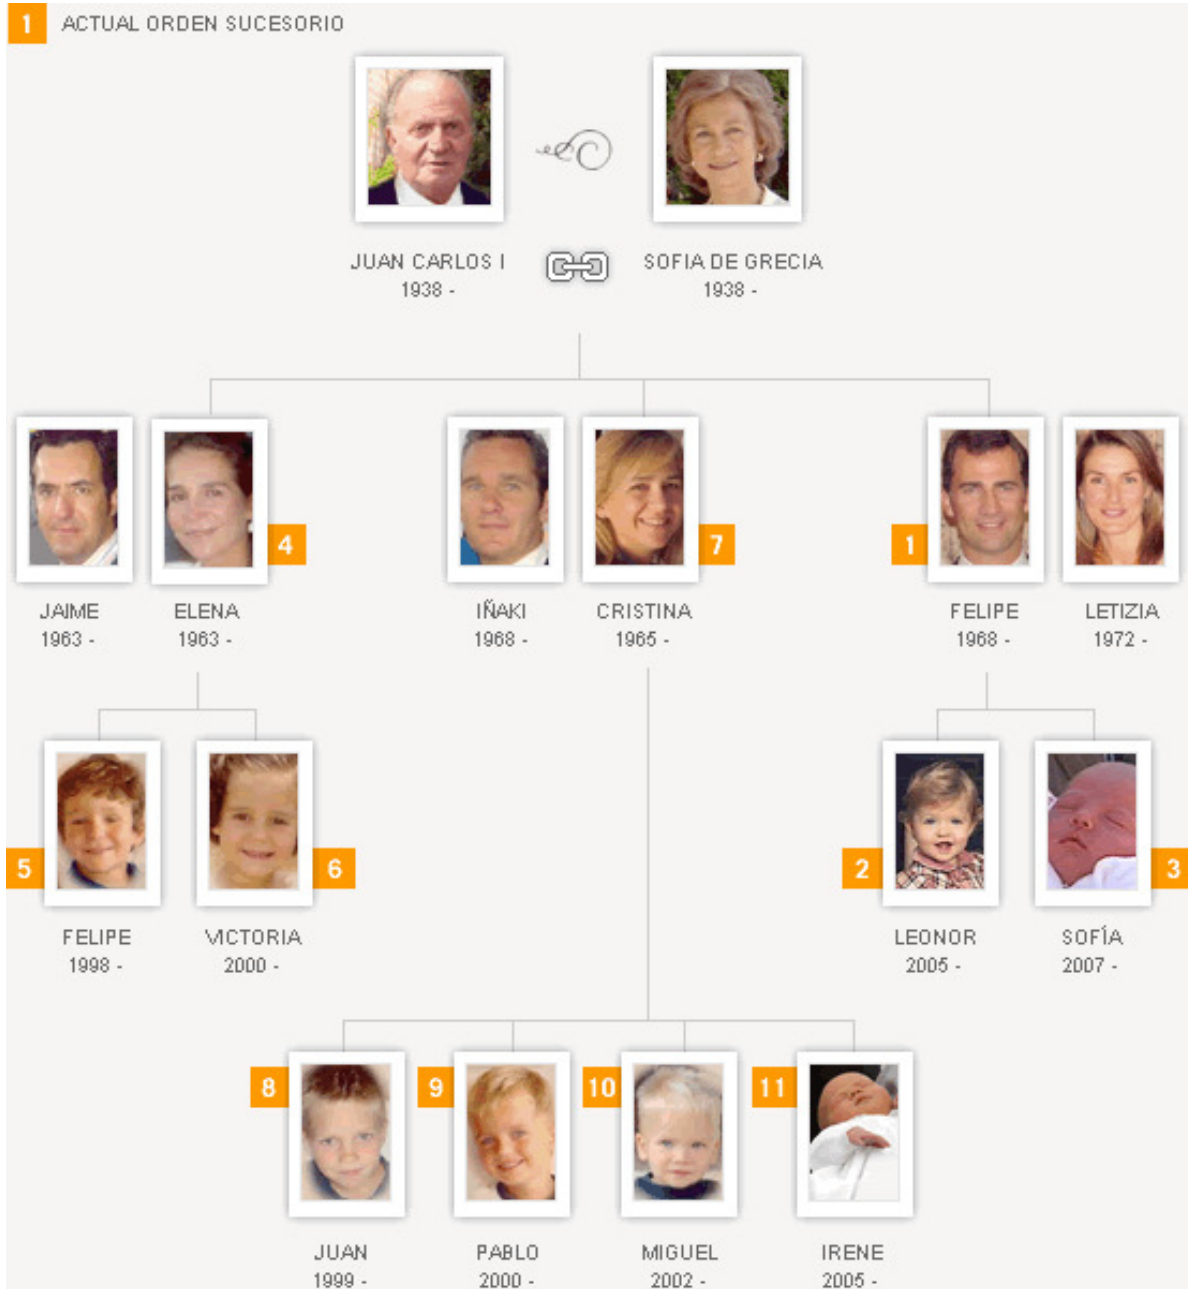 1 ACTUAL ORDEN SUCESORIO
JUAN CARLOS I
1938 -
SOFIA DE GRECIA
1938 -
4
7
1
JAIME
1963 -
ELENA
1963 -
IÑAKI
1968 -
CRISTINA
1965 -
FELIPE
1968 -
LETIZIA
1972 -
5
6
2
3
FELIPE
1998 -
VICTORIA
2000 -
LEONOR
2005 -
SOFÍA
2007 -
8
9
10
11
JUAN
1999 -
PABLO
2000 -
MIGUEL
2002 -
IRENE
2005 -